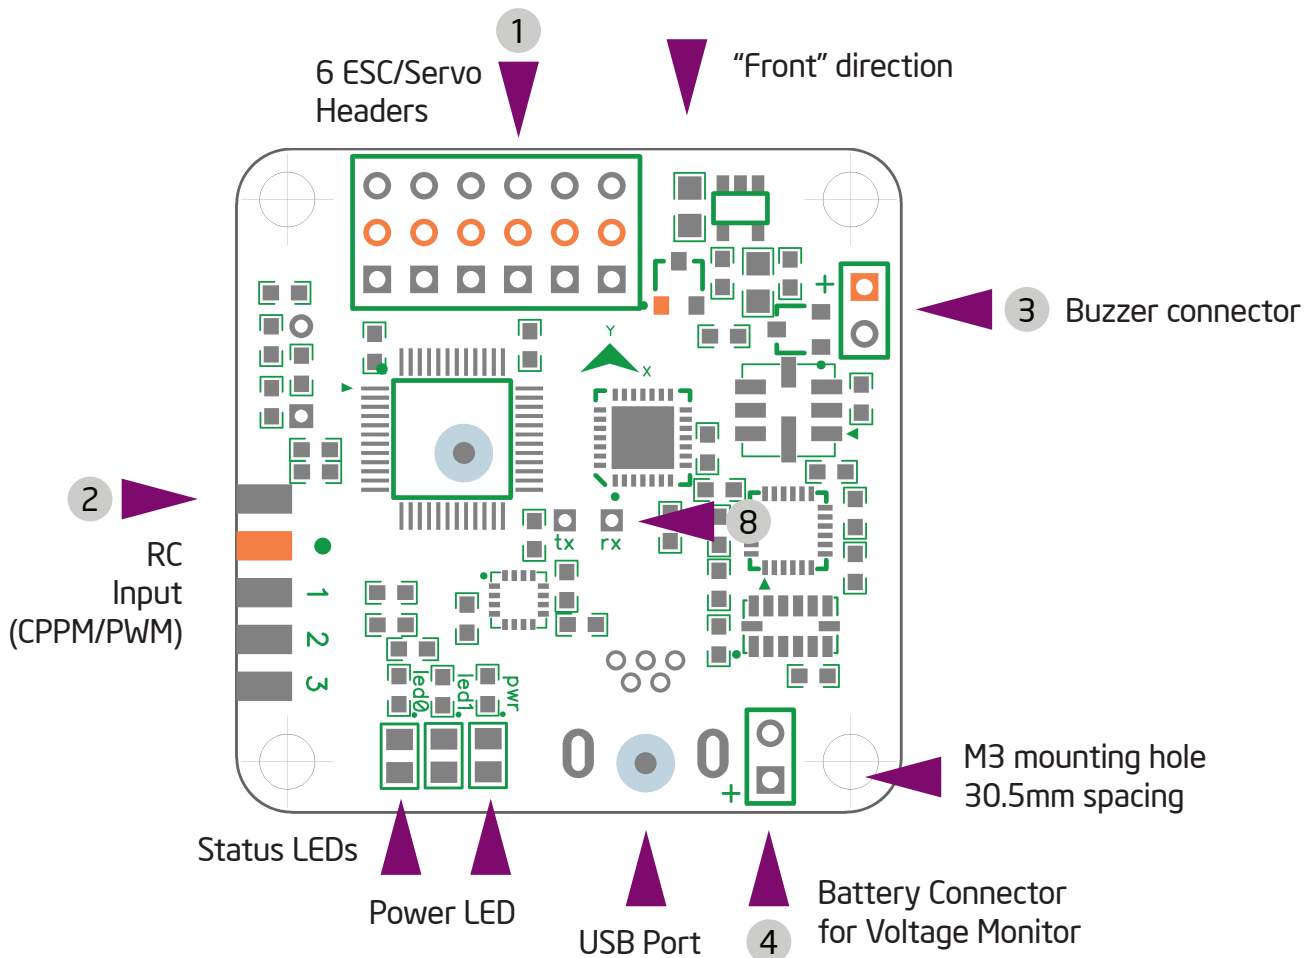 1
6 ESC/Servo
Headers
“Front” direction
+
3 Buzzer connector
Y
X
2
RC
Input
(CPPM/PWM)
8
tx rx
1
2
3
led0
led1
pwr
+
M3 mounting hole
30.5mm spacing
Status LEDs
Power LED
USB Port
4
Battery Connector
for Voltage Monitor